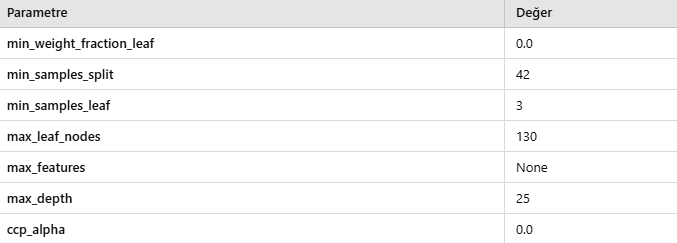 Parametre Değer
min_weight_fraction_leaf 0.0
min_samples_split 42
min_samples_leaf 3
max_leaf_nodes 130
max_features None
max_depth 25
ccp_alpha 0.0